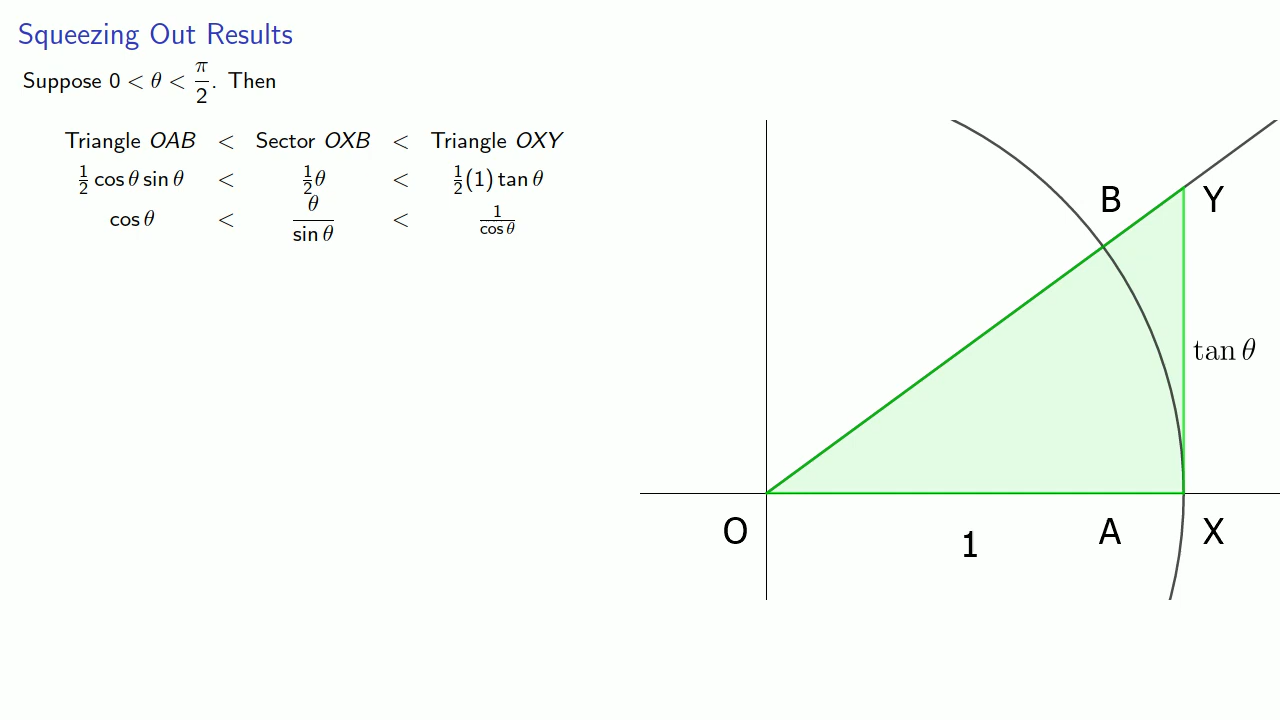 Squeezing Out Results
Suppose 0 < θ < π/2. Then
Triangle OAB < Sector OXB < Triangle OXY
½ cos θ sin θ < ½θ < ½(1) tan θ
cos θ < θ/sin θ < 1/cos θ
B Y
tan θ
O 1 A X